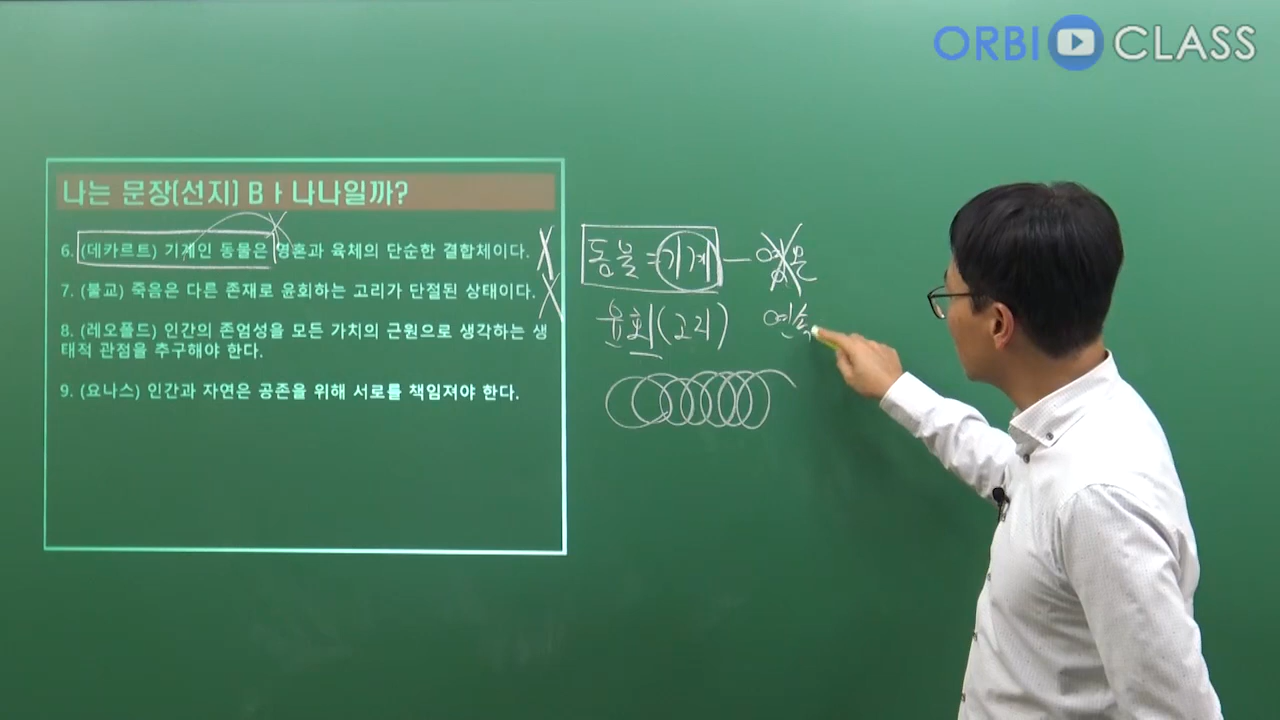 ORBI CLASS
나는 문장(선지) B ㅏ 나나일까?
6. (데카르트) 기계인 동물은 영혼과 육체의 단순한 결합체이다. X
7. (불교) 죽음은 다른 존재로 윤회하는 고리가 단절된 상태이다. X
8. (레오폴드) 인간의 존엄성을 모든 가치의 근원으로 생각하는 생
태적 관점을 추구해야 한다.
9. (요나스) 인간과 자연은 공존을 위해 서로를 책임져야 한다.
동물 = 기계 — 영혼
윤회 (고리) 연속